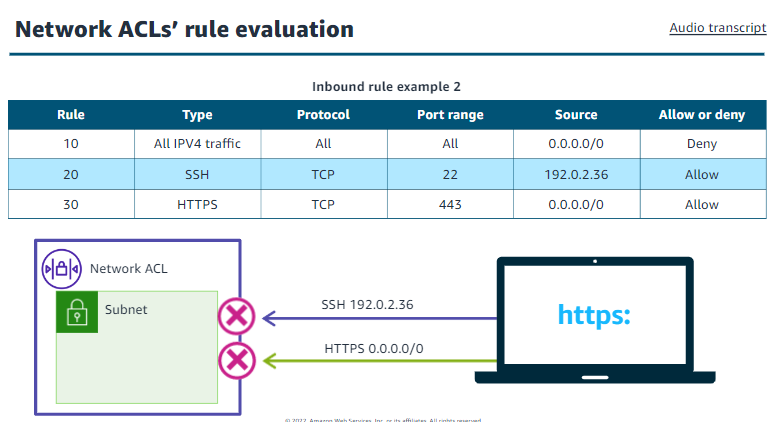 Network ACLs’ rule evaluation
Audio transcript
Inbound rule example 2
Rule Type Protocol Port range Source Allow or deny
10 All IPV4 traffic All All 0.0.0.0/0 Deny
20 SSH TCP 22 192.0.2.36 Allow
30 HTTPS TCP 443 0.0.0.0/0 Allow
Network ACL
Subnet
SSH 192.0.2.36
HTTPS 0.0.0.0/0
https:
© 2022, Amazon Web Services, Inc. or its affiliates. All rights reserved.